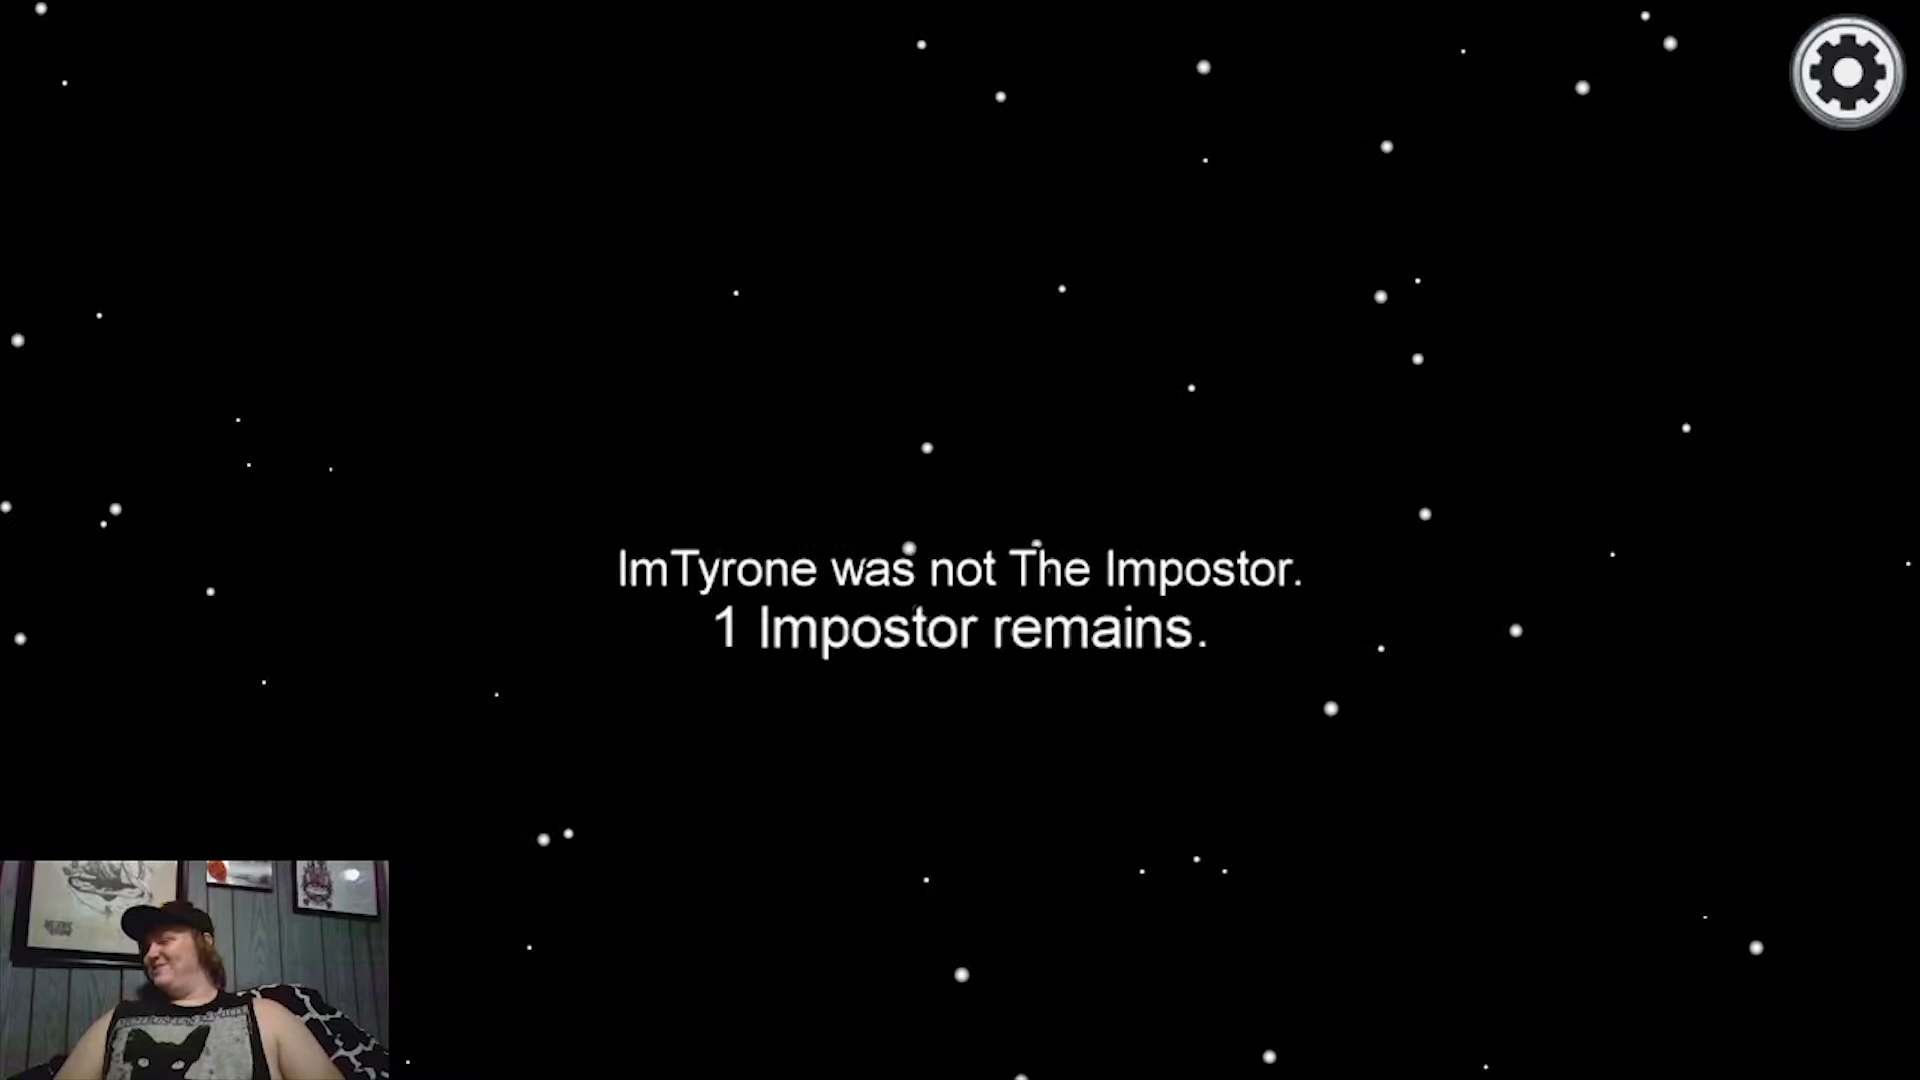 ImTyrone was not The Impostor.
1 Impostor remains.